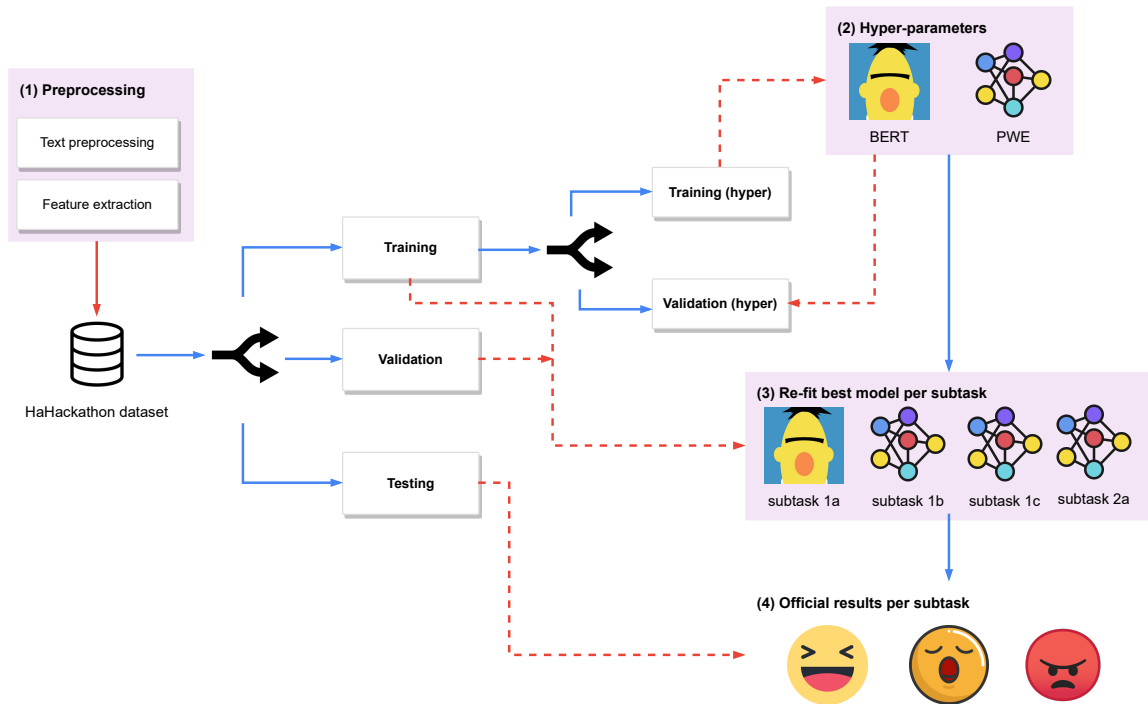 (1) Preprocessing
Text preprocessing
Feature extraction
HaHackathon dataset
Training
Validation
Testing
Training (hyper)
Validation (hyper)
(2) Hyper-parameters
BERT
PWE
(3) Re-fit best model per subtask
subtask 1a
subtask 1b
subtask 1c
subtask 2a
(4) Official results per subtask